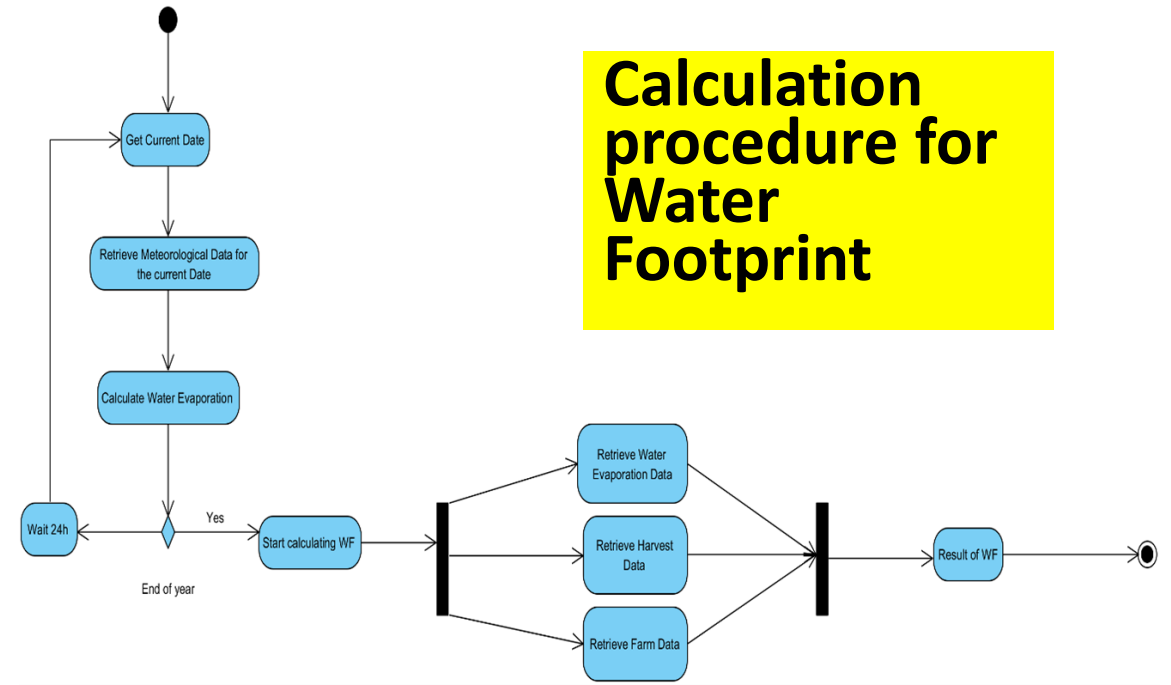 Calculation
procedure for
Water
Footprint
Get Current Date
Retrieve Meteorological Data for
the current Date
Calculate Water Evaporation
Yes
Wait 24h
End of year
Start calculating WF
Retrieve Water
Evaporation Data
Retrieve Harvest
Data
Retrieve Farm Data
Result of WF